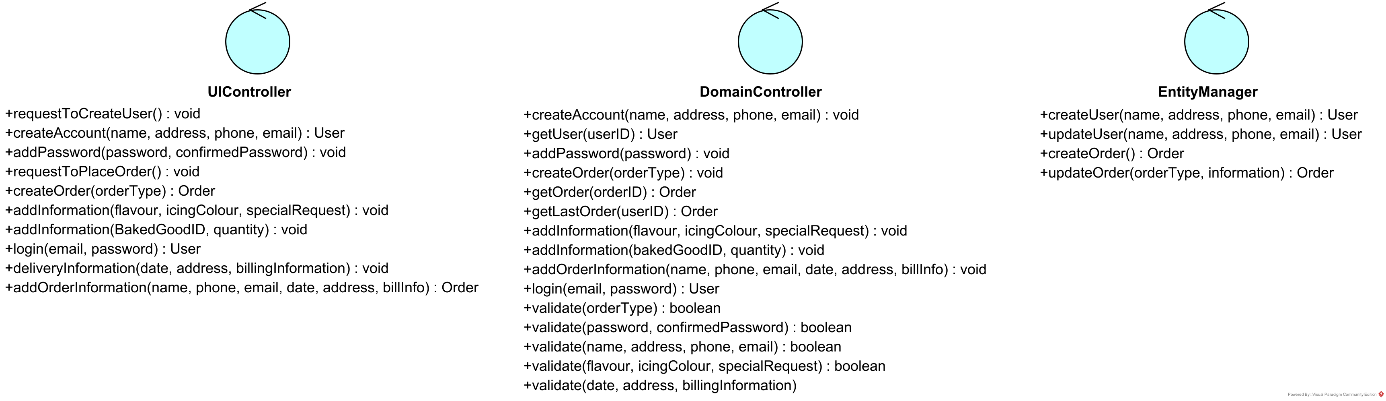 UIController
+requestToCreateUser() : void
+createAccount(name, address, phone, email) : User
+addPassword(password, confirmedPassword) : void
+requestToPlaceOrder() : void
+createOrder(orderType) : Order
+addInformation(flavour, icingColour, specialRequest) : void
+addInformation(BakedGoodID, quantity) : void
+login(email, password) : User
+deliveryInformation(date, address, billingInformation) : void
+addOrderInformation(name, phone, email, date, address, billInfo) : Order
DomainController
+createAccount(name, address, phone, email) : void
+getUser(userID) : User
+addPassword(password) : void
+createOrder(orderType) : void
+getOrder(orderID) : Order
+getLastOrder(userID) : Order
+addInformation(flavour, icingColour, specialRequest) : void
+addInformation(bakedGoodID, quantity) : void
+addOrderInformation(name, phone, email, date, address, billInfo) : void
+login(email, password) : User
+validate(orderType) : boolean
+validate(password, confirmedPassword) : boolean
+validate(name, address, phone, email) : boolean
+validate(flavour, icingColour, specialRequest) : boolean
+validate(date, address, billingInformation)
EntityManager
+createUser(name, address, phone, email) : User
+updateUser(name, address, phone, email) : User
+createOrder() : Order
+updateOrder(orderType, information) : Order
Powered By Visual Paradigm Community Edition